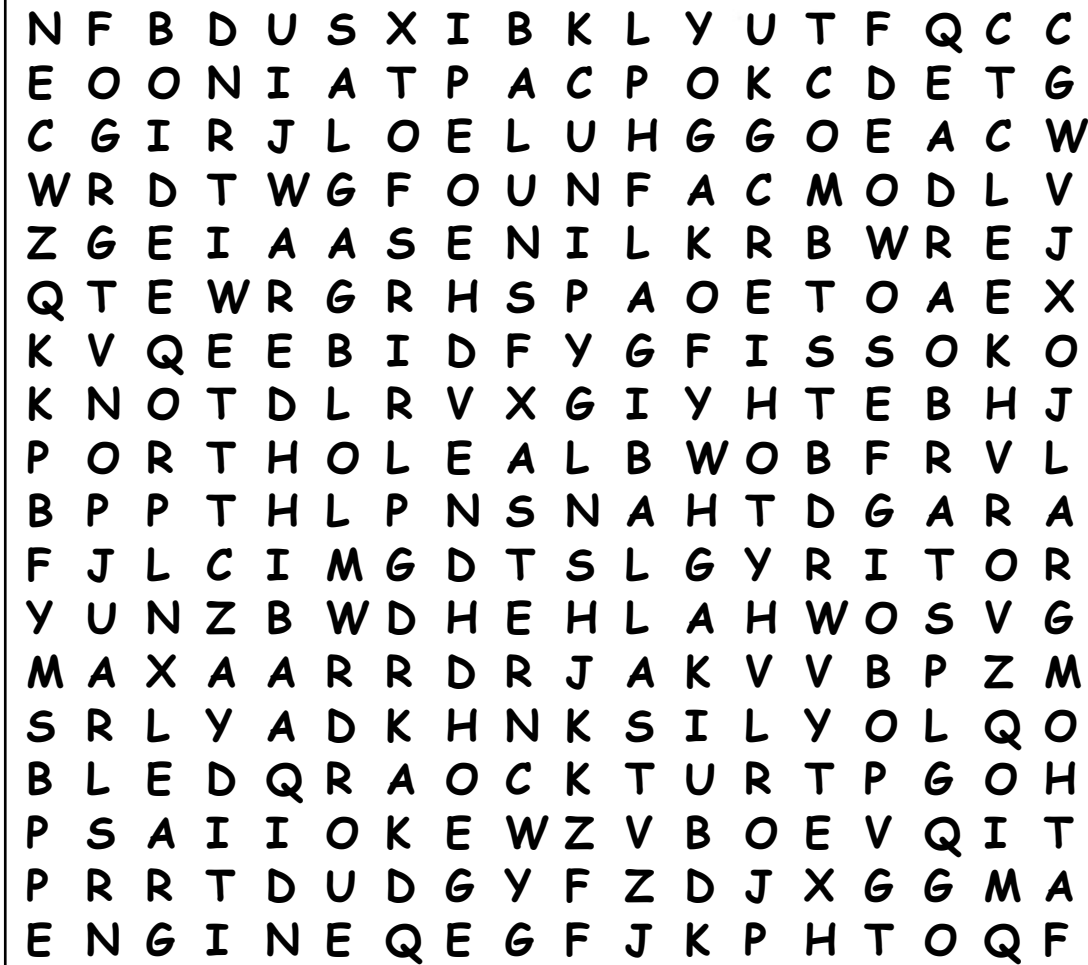 N F B D U S X I B K L Y U T F Q C C
E O O N I A T P A C P O K C D E T G
C G I R J L O E L U H G G O E A C W
W R D T W G F O U N F A C M O D L V
Z G E I A A S E N I L K R B W R E J
Q T E W R G R H S P A O E T O A E X
K V Q E E B I D F Y G F I S S O K O
K N O T D L R V X G I Y H T E B H J
P O R T H O L E A L B W O B F R V L
B P P T H L P N S N A H T D G A R A
F J L C I M G D T S L G Y R I T O R
Y U N Z B W D H E H L A H W O S V G
M A X A A R R D R J A K V V B P Z M
S R L Y A D K H N K S I L Y O L Q O
B L E D Q R A O C K T U R T P G O H
P S A I I O K E W Z V B O E V Q I T
P R R T D U D G Y F Z D J X G G M A
E N G I N E Q E G F J K P H T O Q F